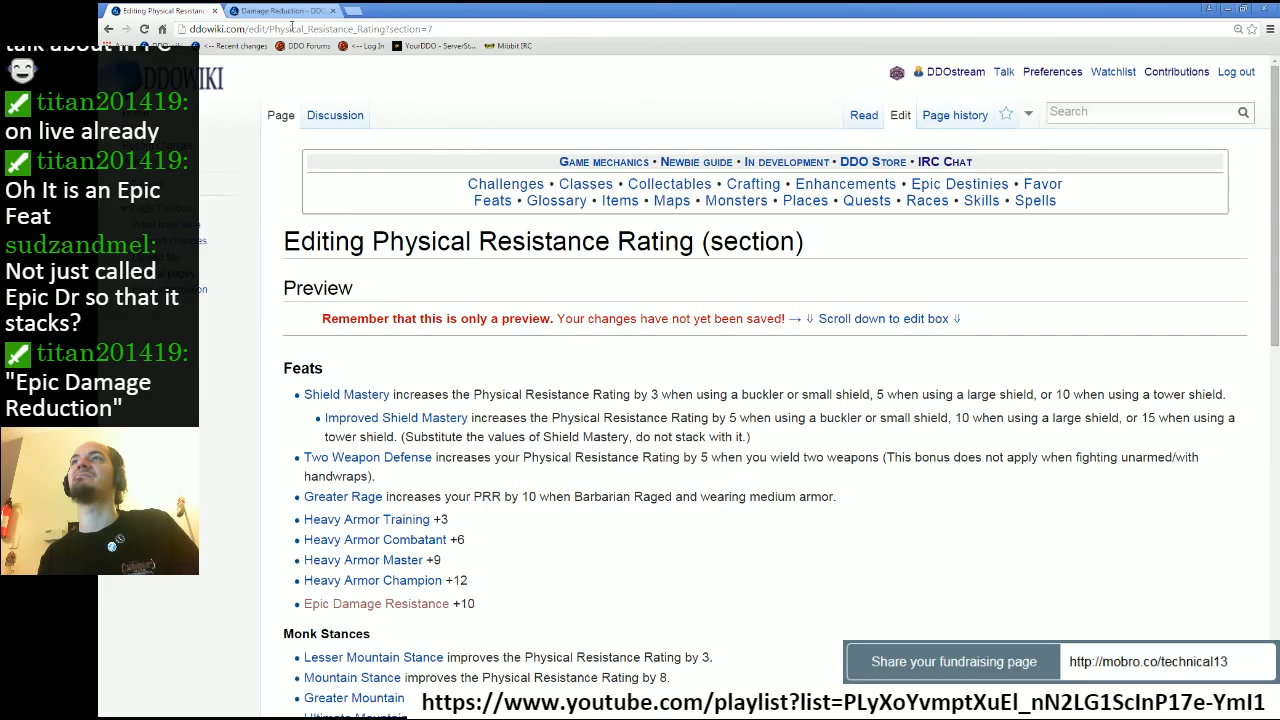 Editing Physical Resistanc
Damage Reduction - DDO
ddowiki.com/edit/Physical_Resistance_Rating?section=7
<-- Recent changes
DDO Forums
<-- Log In
YourDDO - ServerSt...
Mibbit IRC
talk about in PC
titan201419:
on live already
titan201419:
Oh It is an Epic
Feat
sudzandmel:
Not just called
Epic Dr so that it
stacks?
titan201419:
"Epic Damage
Reduction"
DDOWIKI
DDOstream
Talk
Preferences
Watchlist
Contributions
Log out
Page
Discussion
Read
Edit
Page history
Search
GAME MECHANICS • NEWBIE GUIDE • IN DEVELOPMENT • DDO STORE • IRC CHAT
Challenges • Classes • Collectables • Crafting • Enhancements • Epic Destinies • Favor
Feats • Glossary • Items • Maps • Monsters • Places • Quests • Races • Skills • Spells
Editing Physical Resistance Rating (section)
Preview
Remember that this is only a preview. Your changes have not yet been saved! → ⇓ Scroll down to edit box ⇓
Feats
• Shield Mastery increases the Physical Resistance Rating by 3 when using a buckler or small shield, 5 when using a large shield, or 10 when using a tower shield.
• Improved Shield Mastery increases the Physical Resistance Rating by 5 when using a buckler or small shield, 10 when using a large shield, or 15 when using a
tower shield. (Substitute the values of Shield Mastery, do not stack with it.)
• Two Weapon Defense increases your Physical Resistance Rating by 5 when you wield two weapons (This bonus does not apply when fighting unarmed/with
handwraps).
• Greater Rage increases your PRR by 10 when Barbarian Raged and wearing medium armor.
• Heavy Armor Training +3
• Heavy Armor Combatant +6
• Heavy Armor Master +9
• Heavy Armor Champion +12
• Epic Damage Resistance +10
Monk Stances
• Lesser Mountain Stance improves the Physical Resistance Rating by 3.
• Mountain Stance improves the Physical Resistance Rating by 8.
• Greater Mountain
• Ultimate Mountain
Share your fundraising page
http://mobro.co/technical13
https://www.youtube.com/playlist?list=PLyXoYvmptXuEl_nN2LG1ScInP17e-YmI1